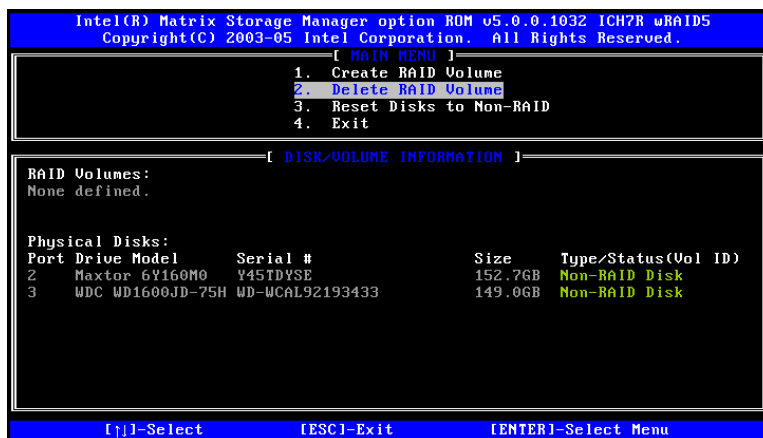 Intel(R) Matrix Storage Manager option ROM v5.0.0.1032 ICH7R wRAID5
Copyright(C) 2003-05 Intel Corporation. All Rights Reserved.
[ MAIN MENU ]
1. Create RAID Volume
2. Delete RAID Volume
3. Reset Disks to Non-RAID
4. Exit
[ DISK/VOLUME INFORMATION ]
RAID Volumes:
None defined.
Physical Disks:
Port Drive Model Serial # Size Type/Status(Vol ID)
2 Maxtor 6Y160M0 Y45TDYSE 152.7GB Non-RAID Disk
3 WDC WD1600JD-75H WD-WCAL92193433 149.0GB Non-RAID Disk
[↑↓]-Select [ESC]-Exit [ENTER]-Select Menu